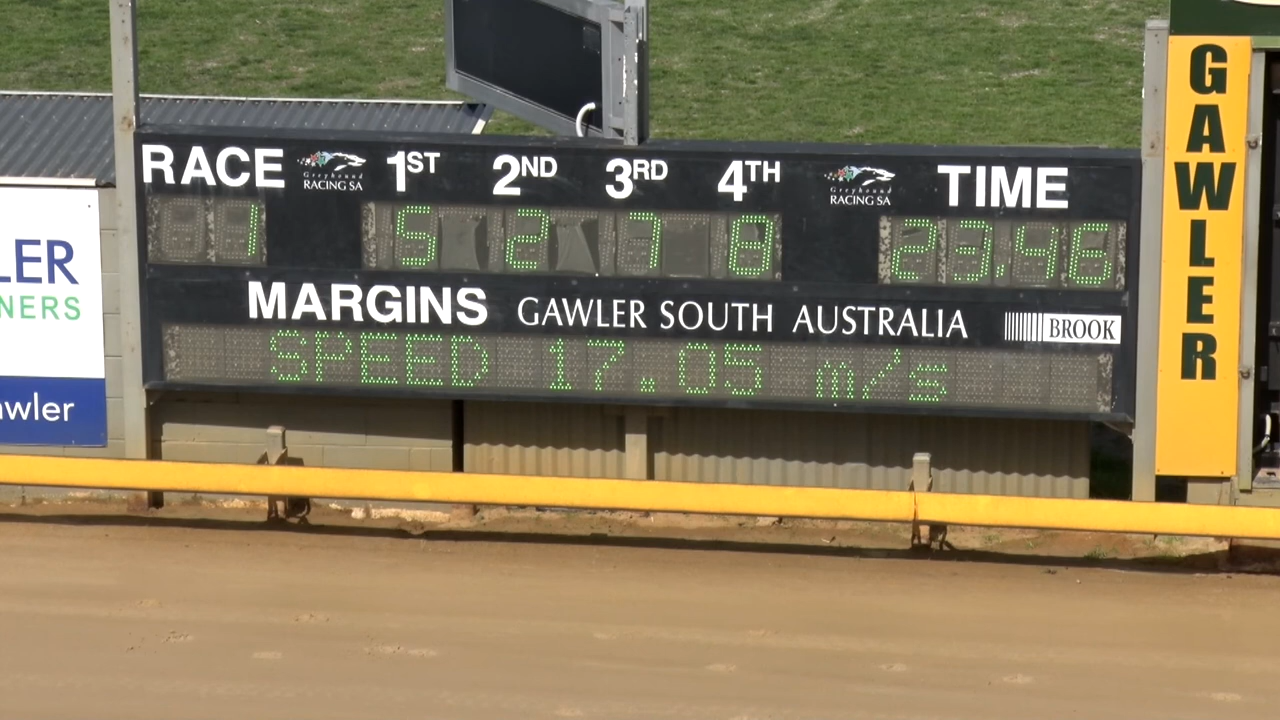 RACE 1ST 2ND 3RD 4TH TIME
Greyhound RACING SA
Greyhound RACING SA
1 5 2 7 8 23.46
MARGINS GAWLER SOUTH AUSTRALIA BROOK
SPEED 17.05 m/s
GAWLER
LER
NERS
awler